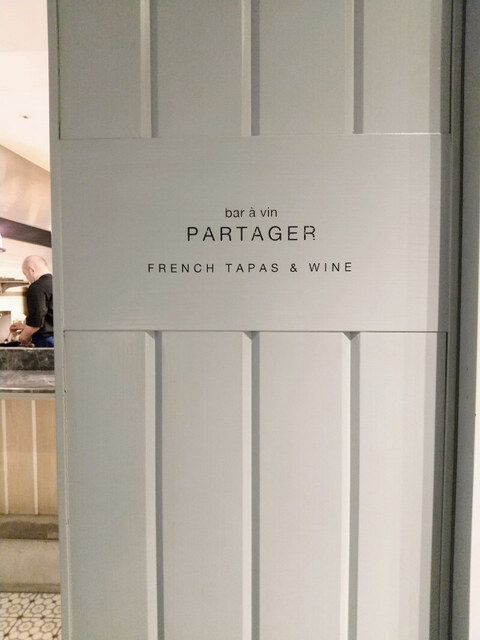 bar à vin
PARTAGER
FRENCH TAPAS & WINE